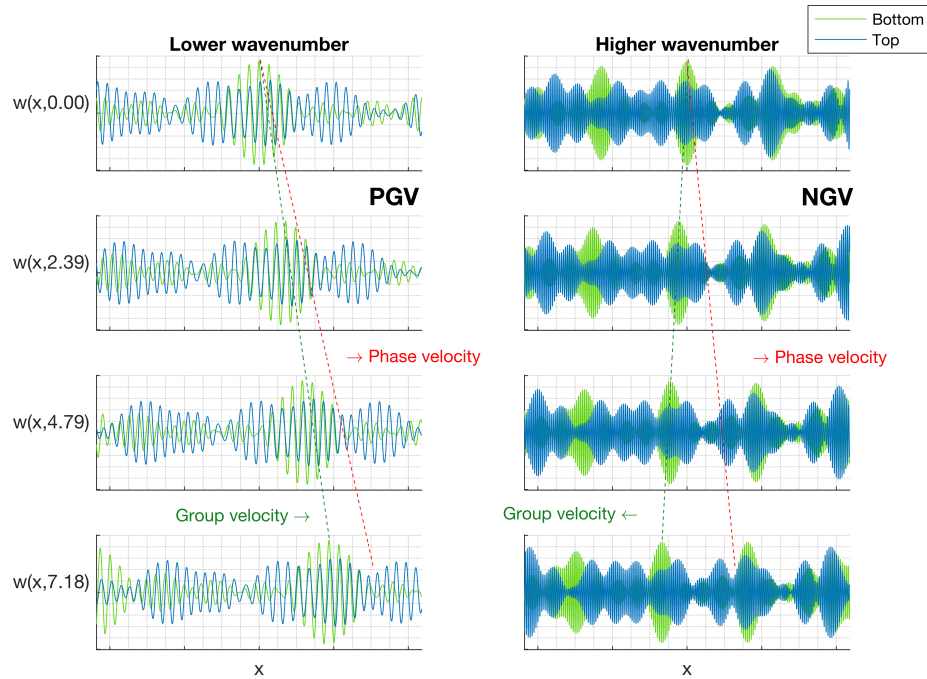 Bottom
Top
Lower wavenumber
Higher wavenumber
w(x,0.00)
PGV
NGV
w(x,2.39)
→ Phase velocity
→ Phase velocity
w(x,4.79)
Group velocity →
Group velocity ←
w(x,7.18)
x
x